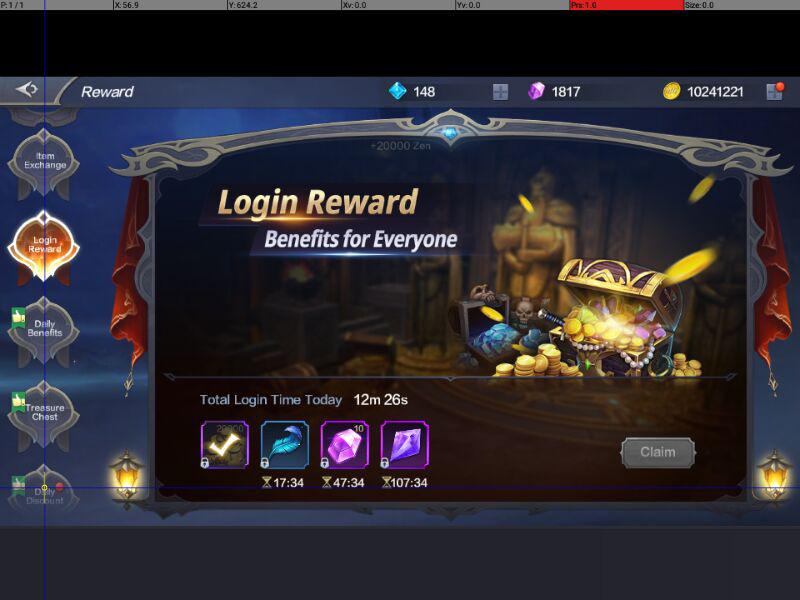 P: 1 / 1
X: 56.9
Y: 624.2
Xv: 0.0
Yv: 0.0
Prs: 1.0
Size: 0.0
Reward
148
1817
10241221
+20000 Zen
Item
Exchange
Login
Reward
Daily
Benefits
Treasure
Chest
Daily
Discount
Login Reward
Benefits for Everyone
Total Login Time Today 12m 26s
20000
10
17:34
47:34
107:34
Claim